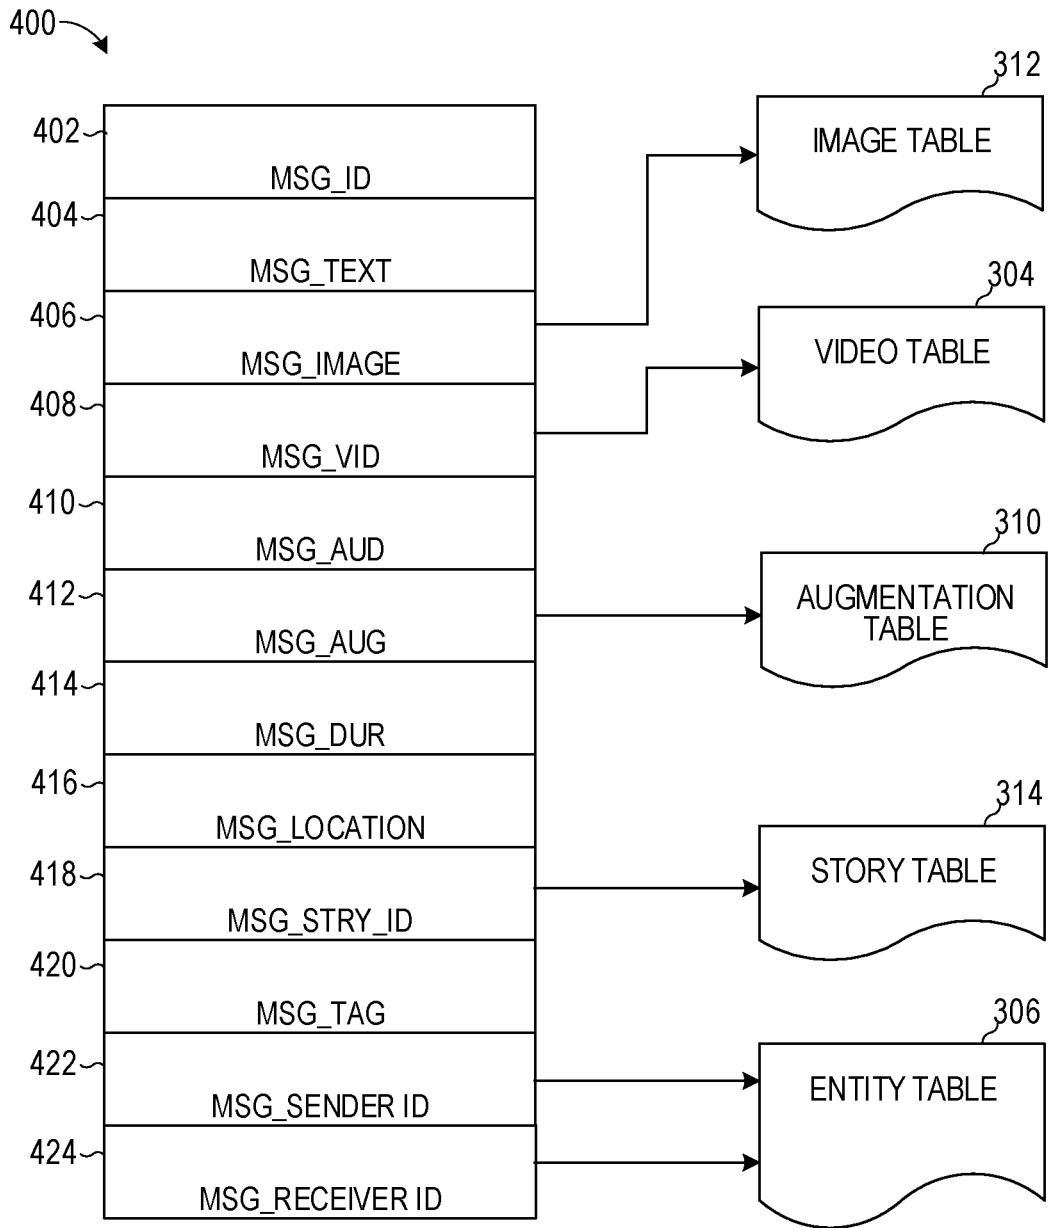 400
402
MSG_ID
404
MSG_TEXT
406
MSG_IMAGE
408
MSG_VID
410
MSG_AUD
412
MSG_AUG
414
MSG_DUR
416
MSG_LOCATION
418
MSG_STRY_ID
420
MSG_TAG
422
MSG_SENDER ID
424
MSG_RECEIVER ID
312
IMAGE TABLE
304
VIDEO TABLE
310
AUGMENTATION
TABLE
314
STORY TABLE
306
ENTITY TABLE